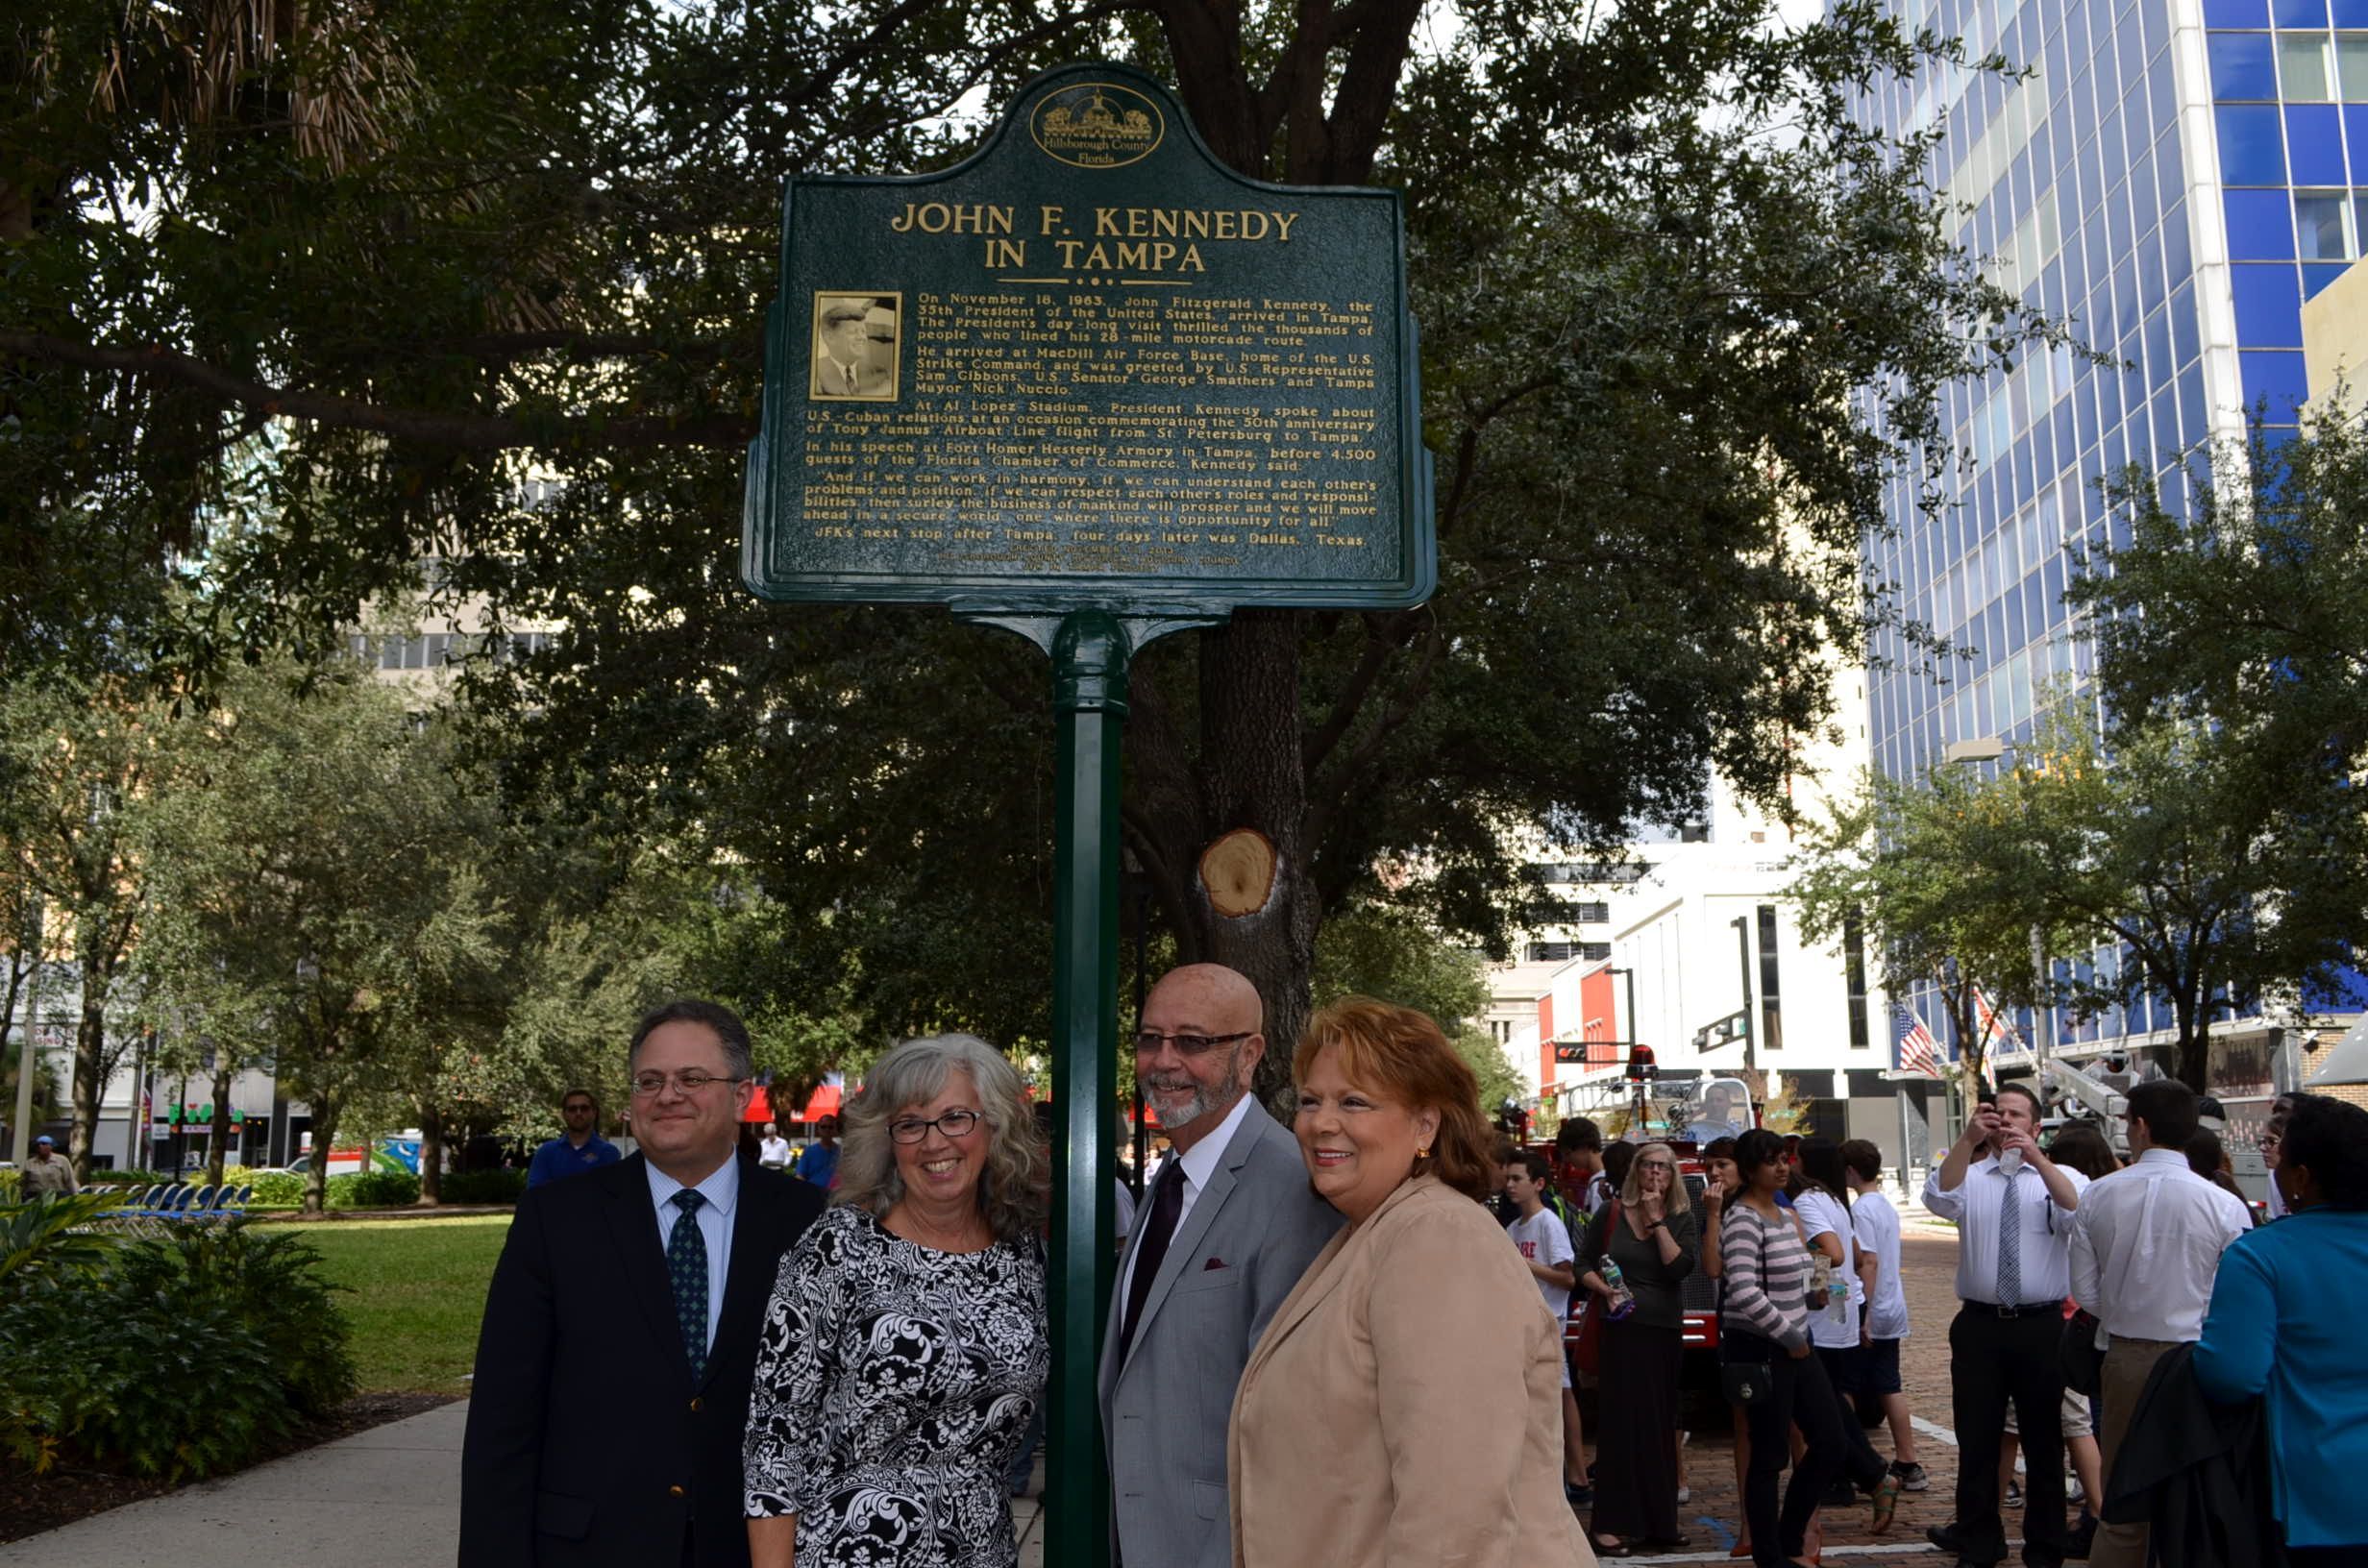 Hillsborough County
Florida
JOHN F. KENNEDY
IN TAMPA
On November 18, 1963, John Fitzgerald Kennedy, the
35th President of the United States, arrived in Tampa.
The President's day-long visit thrilled the thousands of
people who lined his 28-mile motorcade route.
He arrived at MacDill Air Force Base, home of the U.S.
Strike Command, and was greeted by U.S. Representative
Sam Gibbons, U.S. Senator George Smathers and Tampa
Mayor Nick Nuccio.
At Al Lopez Stadium, President Kennedy spoke about
U.S.-Cuban relations at an occasion commemorating the 50th anniversary
of Tony Jannus' Airboat Line flight from St. Petersburg to Tampa.
In his speech at Fort Homer Hesterly Armory in Tampa, before 4,500
guests of the Florida Chamber of Commerce, Kennedy said:
"And if we can work in harmony, if we can understand each other's
problems and position, if we can respect each other's roles and responsi-
bilities, then surley the business of mankind will prosper and we will move
ahead in a secure world, one where there is opportunity for all"
JFK's next stop after Tampa, four days later was Dallas, Texas.